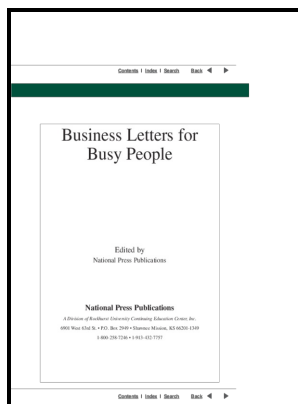 Contents | Index | Search Back
Business Letters for
Busy People
Edited by
National Press Publications
National Press Publications
A Division of Rockhurst University Continuing Education Center, Inc.
6901 West 63rd St. • P.O. Box 2949 • Shawnee Mission, KS 66201-1349
1-800-258-7246 • 1-913-432-7757
Contents | Index | Search Back